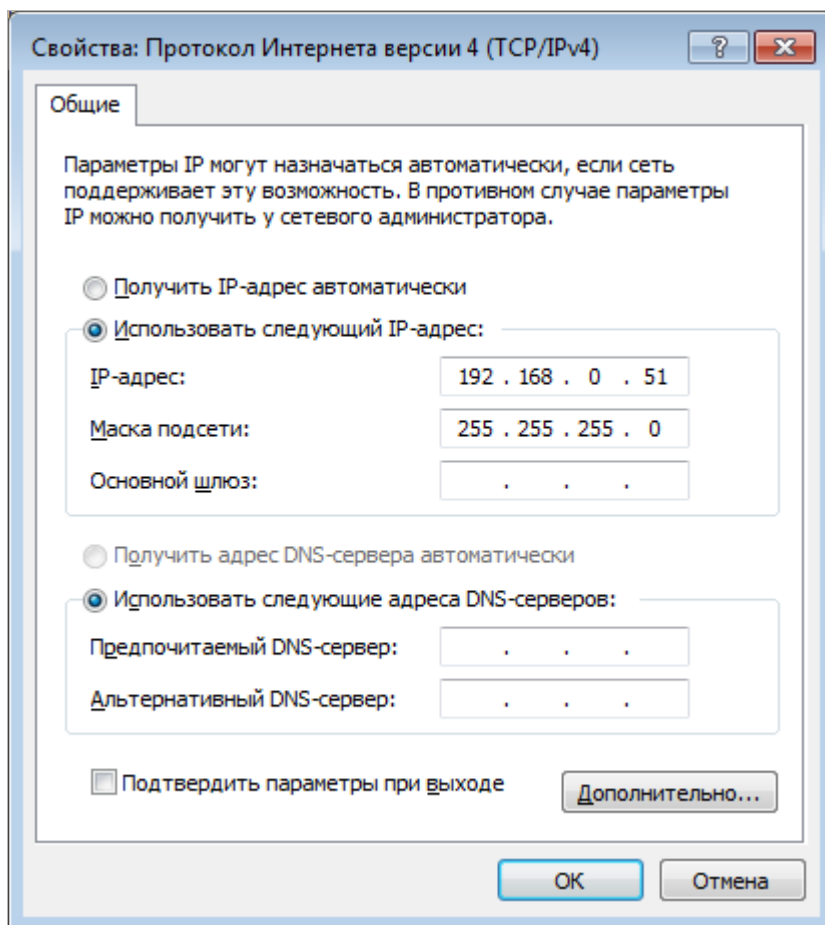 Свойства: Протокол Интернета версии 4 (TCP/IPv4)
Общие
Параметры IP могут назначаться автоматически, если сеть
поддерживает эту возможность. В противном случае параметры
IP можно получить у сетевого администратора.
Получить IP-адрес автоматически
Использовать следующий IP-адрес:
IP-адрес: 192 . 168 . 0 . 51
Маска подсети: 255 . 255 . 255 . 0
Основной шлюз: . . .
Получить адрес DNS-сервера автоматически
Использовать следующие адреса DNS-серверов:
Предпочитаемый DNS-сервер: . . .
Альтернативный DNS-сервер: . . .
Подтвердить параметры при выходе
Дополнительно...
ОК Отмена